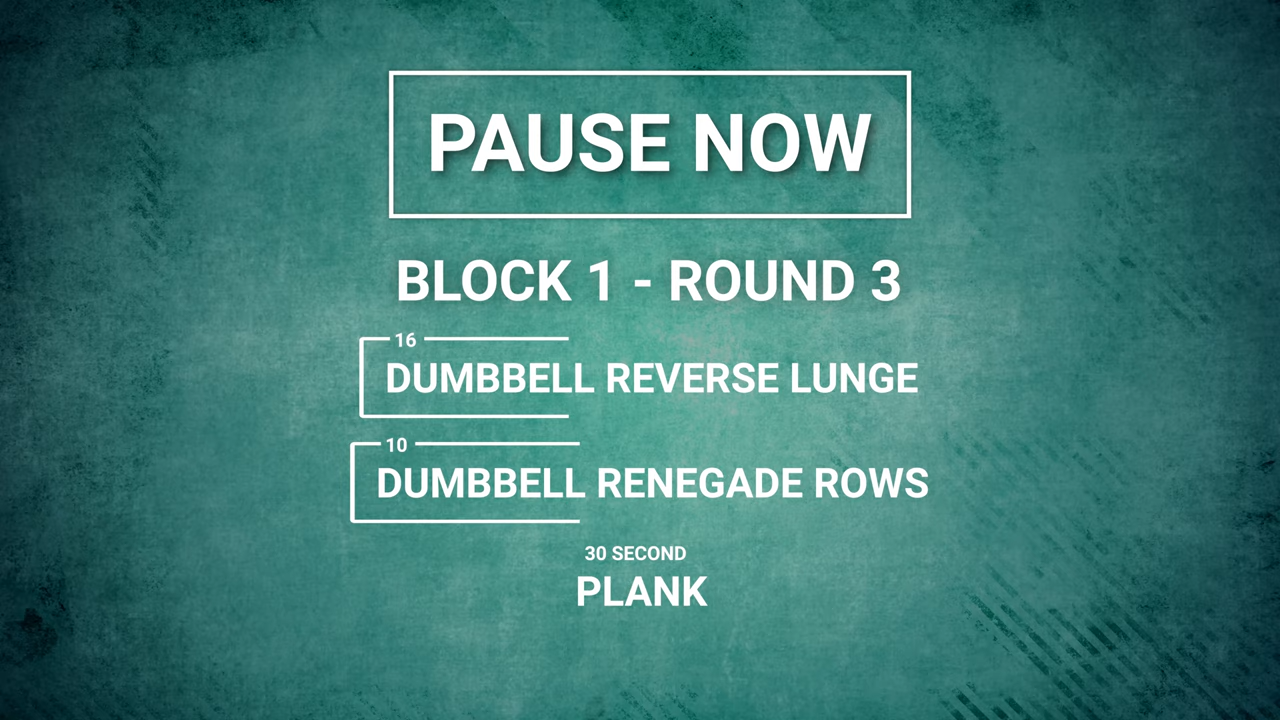 PAUSE NOW
BLOCK 1 - ROUND 3
16
DUMBBELL REVERSE LUNGE
10
DUMBBELL RENEGADE ROWS
30 SECOND
PLANK